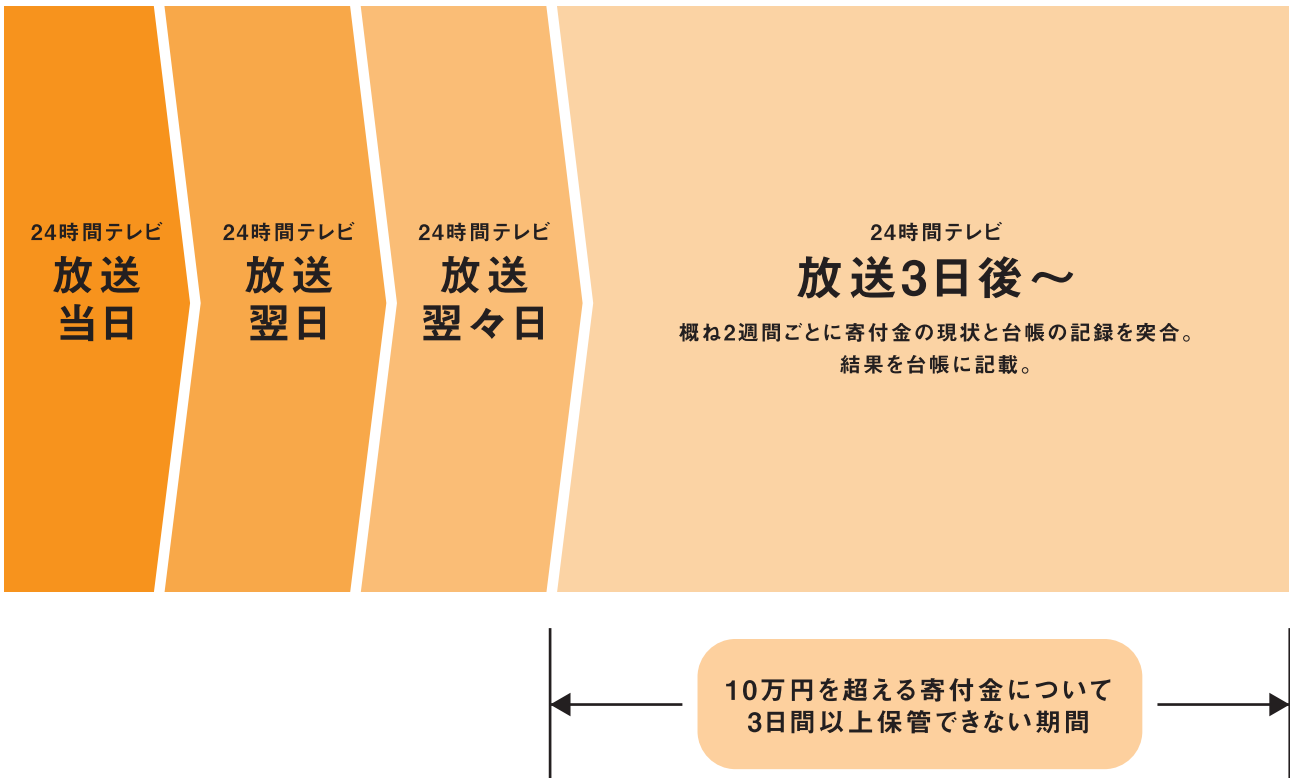 24時間テレビ
放送
当日
24時間テレビ
放送
翌日
24時間テレビ
放送
翌々日
24時間テレビ
放送3日後〜
概ね2週間ごとに寄付金の現状と台帳の記録を突合。
結果を台帳に記載。
10万円を超える寄付金について
3日間以上保管できない期間